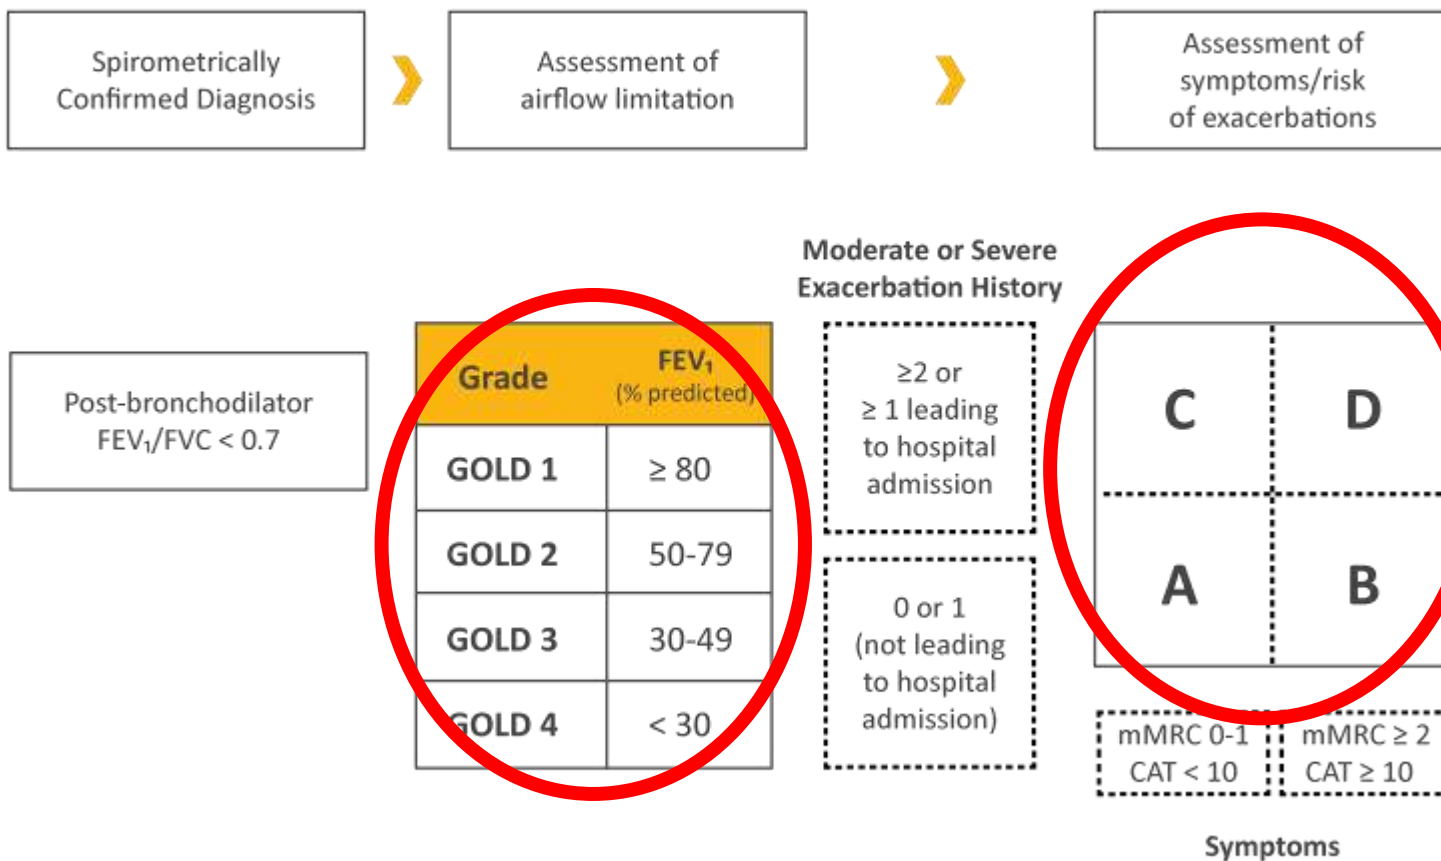 Spirometrically
Confirmed Diagnosis
Assessment of
airflow limitation
Assessment of
symptoms/risk
of exacerbations
Post-bronchodilator
FEV₁/FVC < 0.7
Grade FEV₁
(% predicted)
GOLD 1 ≥ 80
GOLD 2 50-79
GOLD 3 30-49
GOLD 4 < 30
Moderate or Severe
Exacerbation History
≥2 or
≥ 1 leading
to hospital
admission
0 or 1
(not leading
to hospital
admission)
C D
A B
mMRC 0-1
CAT < 10
mMRC ≥ 2
CAT ≥ 10
Symptoms